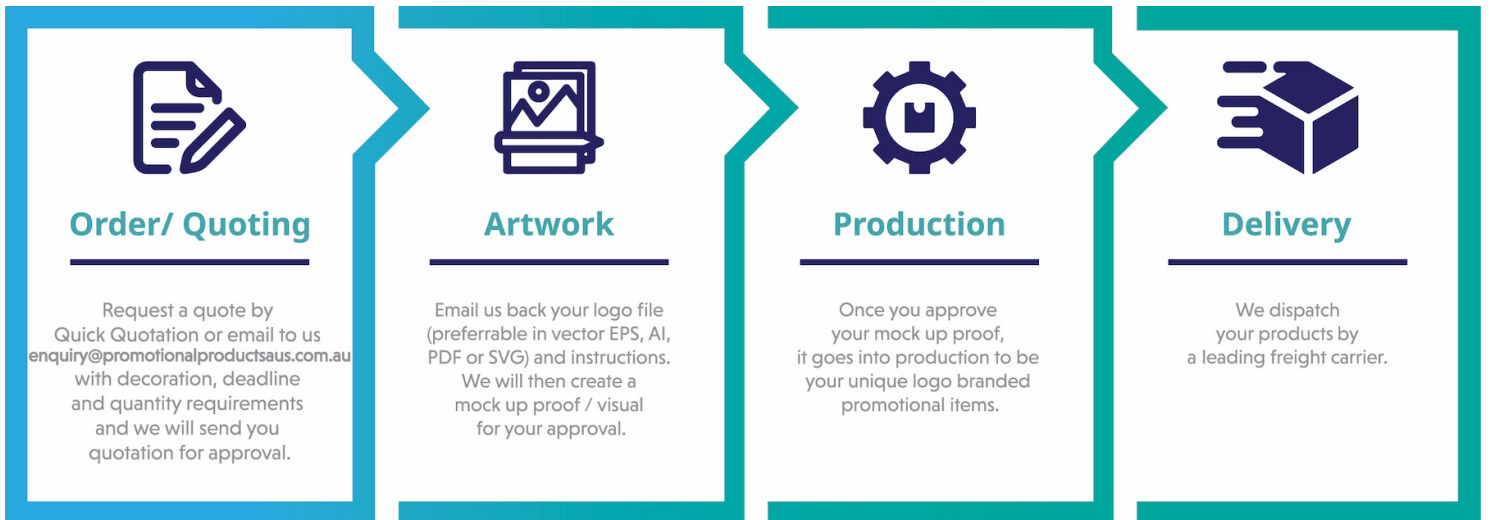 Order/ Quoting
Request a quote by
Quick Quotation or email to us
enquiry@promotionalproductsaus.com.au
with decoration, deadline
and quantity requirements
and we will send you
quotation for approval.
Artwork
Email us back your logo file
(preferrable in vector EPS, AI,
PDF or SVG) and instructions.
We will then create a
mock up proof / visual
for your approval.
Production
Once you approve
your mock up proof,
it goes into production to be
your unique logo branded
promotional items.
Delivery
We dispatch
your products by
a leading freight carrier.